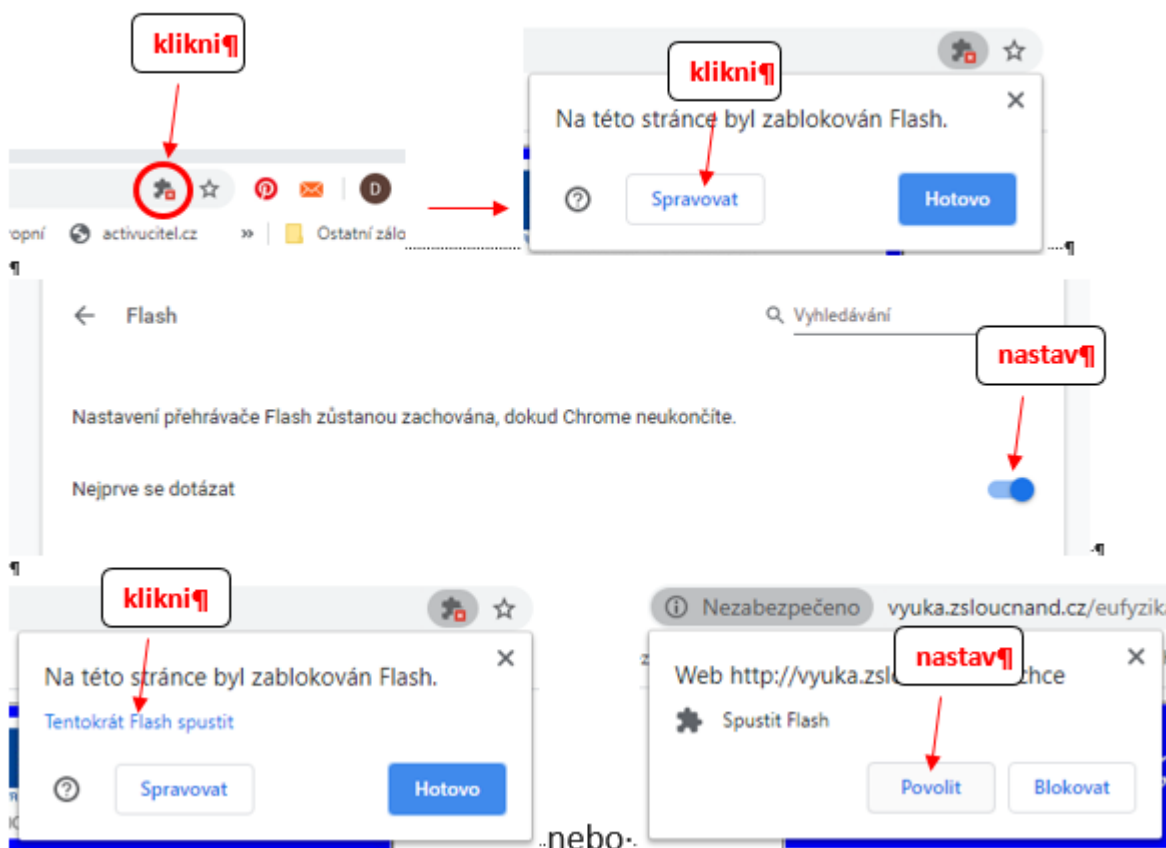 klikni¶
klikni¶
Na této stránce byl zablokován Flash.
Spravovat
Hotovo
D
ropní
activucitel.cz
»
Ostatní zálo
¶
¶
Flash
Vyhledávání
nastav¶
Nastavení přehrávače Flash zůstanou zachována, dokud Chrome neukončíte.
Nejprve se dotázat
¶
¶
klikni¶
Na této stránce byl zablokován Flash.
Tentokrát Flash spustit
Spravovat
Hotovo
nebo
Nezabezpečeno vyuka.zsloucnand.cz/eufyzik
nastav¶
Web http://vyuka.zsl chce
Spustit Flash
Povolit
Blokovat